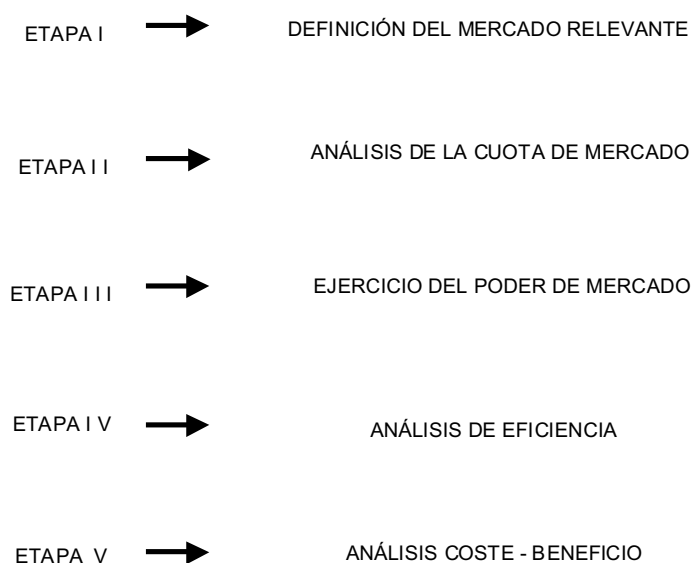 ETAPA I DEFINICIÓN DEL MERCADO RELEVANTE
ETAPA I I ANÁLISIS DE LA CUOTA DE MERCADO
ETAPA I I I EJERCICIO DEL PODER DE MERCADO
ETAPA I V ANÁLISIS DE EFICIENCIA
ETAPA V ANÁLISIS COSTE - BENEFICIO